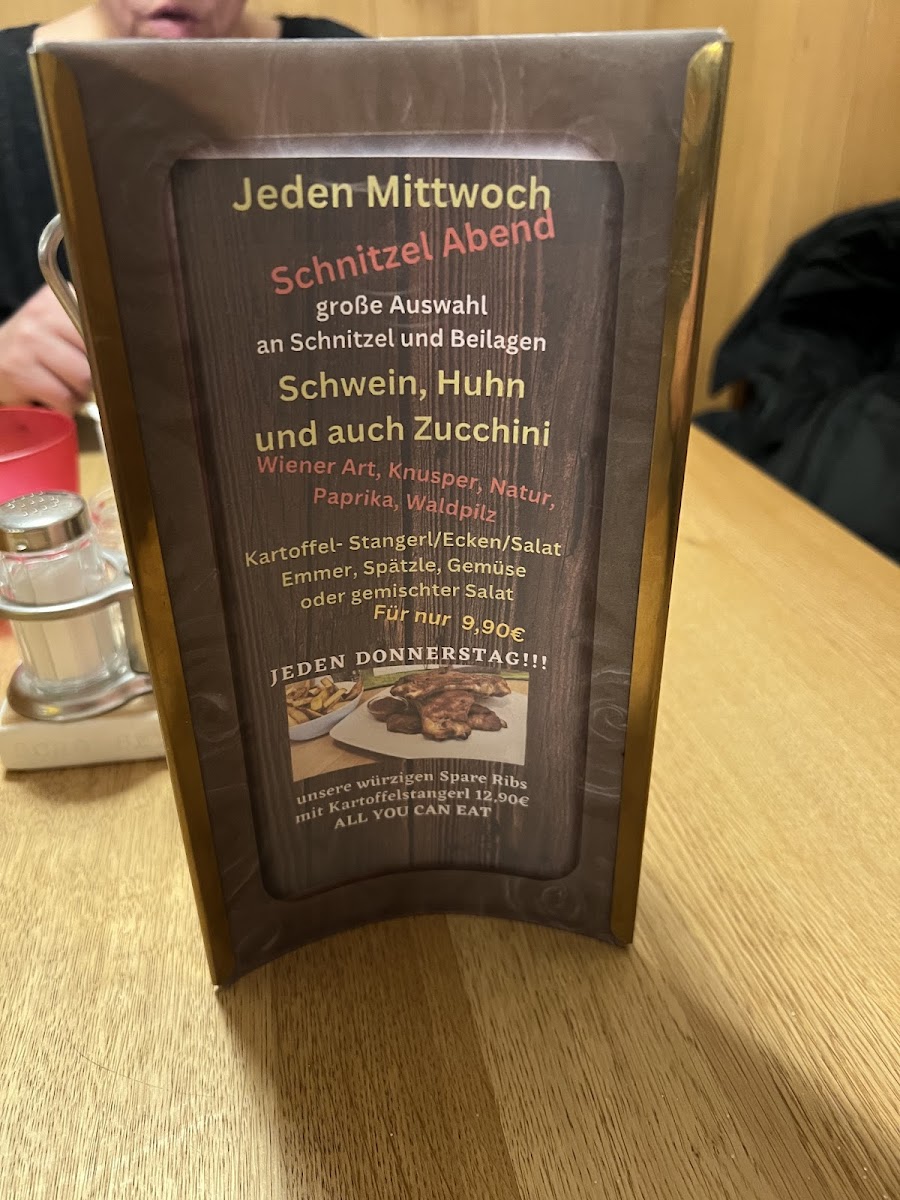 Jeden Mittwoch
Schnitzel Abend
große Auswahl
an Schnitzel und Beilagen
Schwein, Huhn
und auch Zucchini
Wiener Art, Knusper, Natur,
Paprika, Waldpilz
Kartoffel- Stangerl/Ecken/Salat
Emmer, Spätzle, Gemüse
oder gemischter Salat
Für nur 9,90€
JEDEN DONNERSTAG!!!
unsere würzigen Spare Ribs
mit Kartoffelstangerl 12,90€
ALL YOU CAN EAT